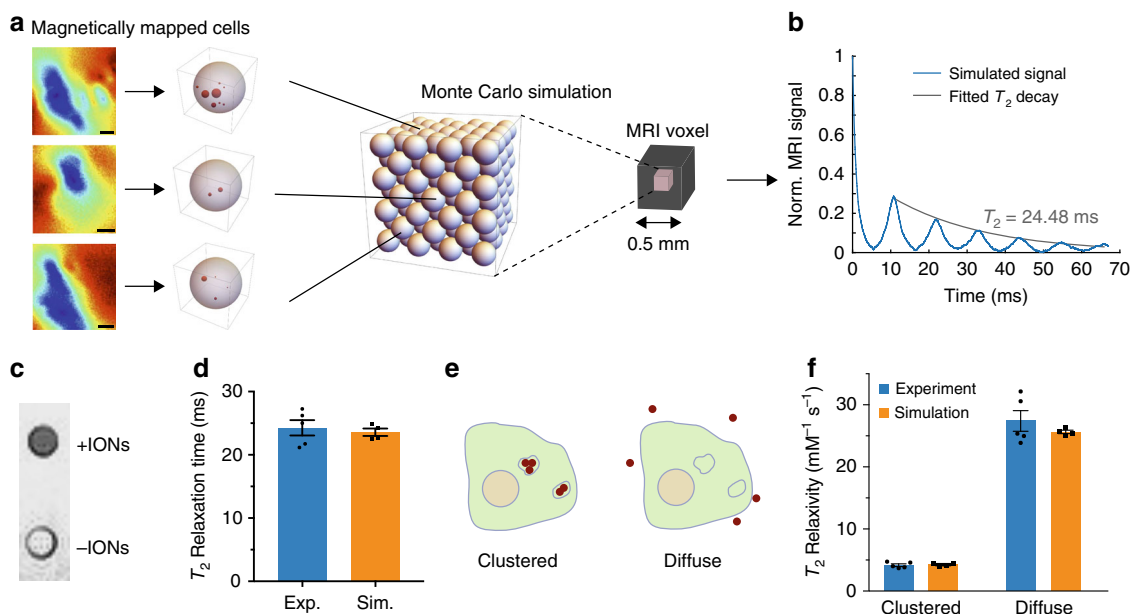 a
Magnetically mapped cells
Monte Carlo simulation
MRI voxel
0.5 mm
b
Norm. MRI signal
1
0.8
0.6
0.4
0.2
0
Simulated signal
Fitted T₂ decay
T₂ = 24.48 ms
0 10 20 30 40 50 60 70
Time (ms)
c
+IONs
–IONs
d
T₂ Relaxation time (ms)
30
20
10
0
Exp. Sim.
e
Clustered Diffuse
f
T₂ Relaxivity (mM⁻¹ s⁻¹)
30
20
10
0
Experiment
Simulation
Clustered Diffuse